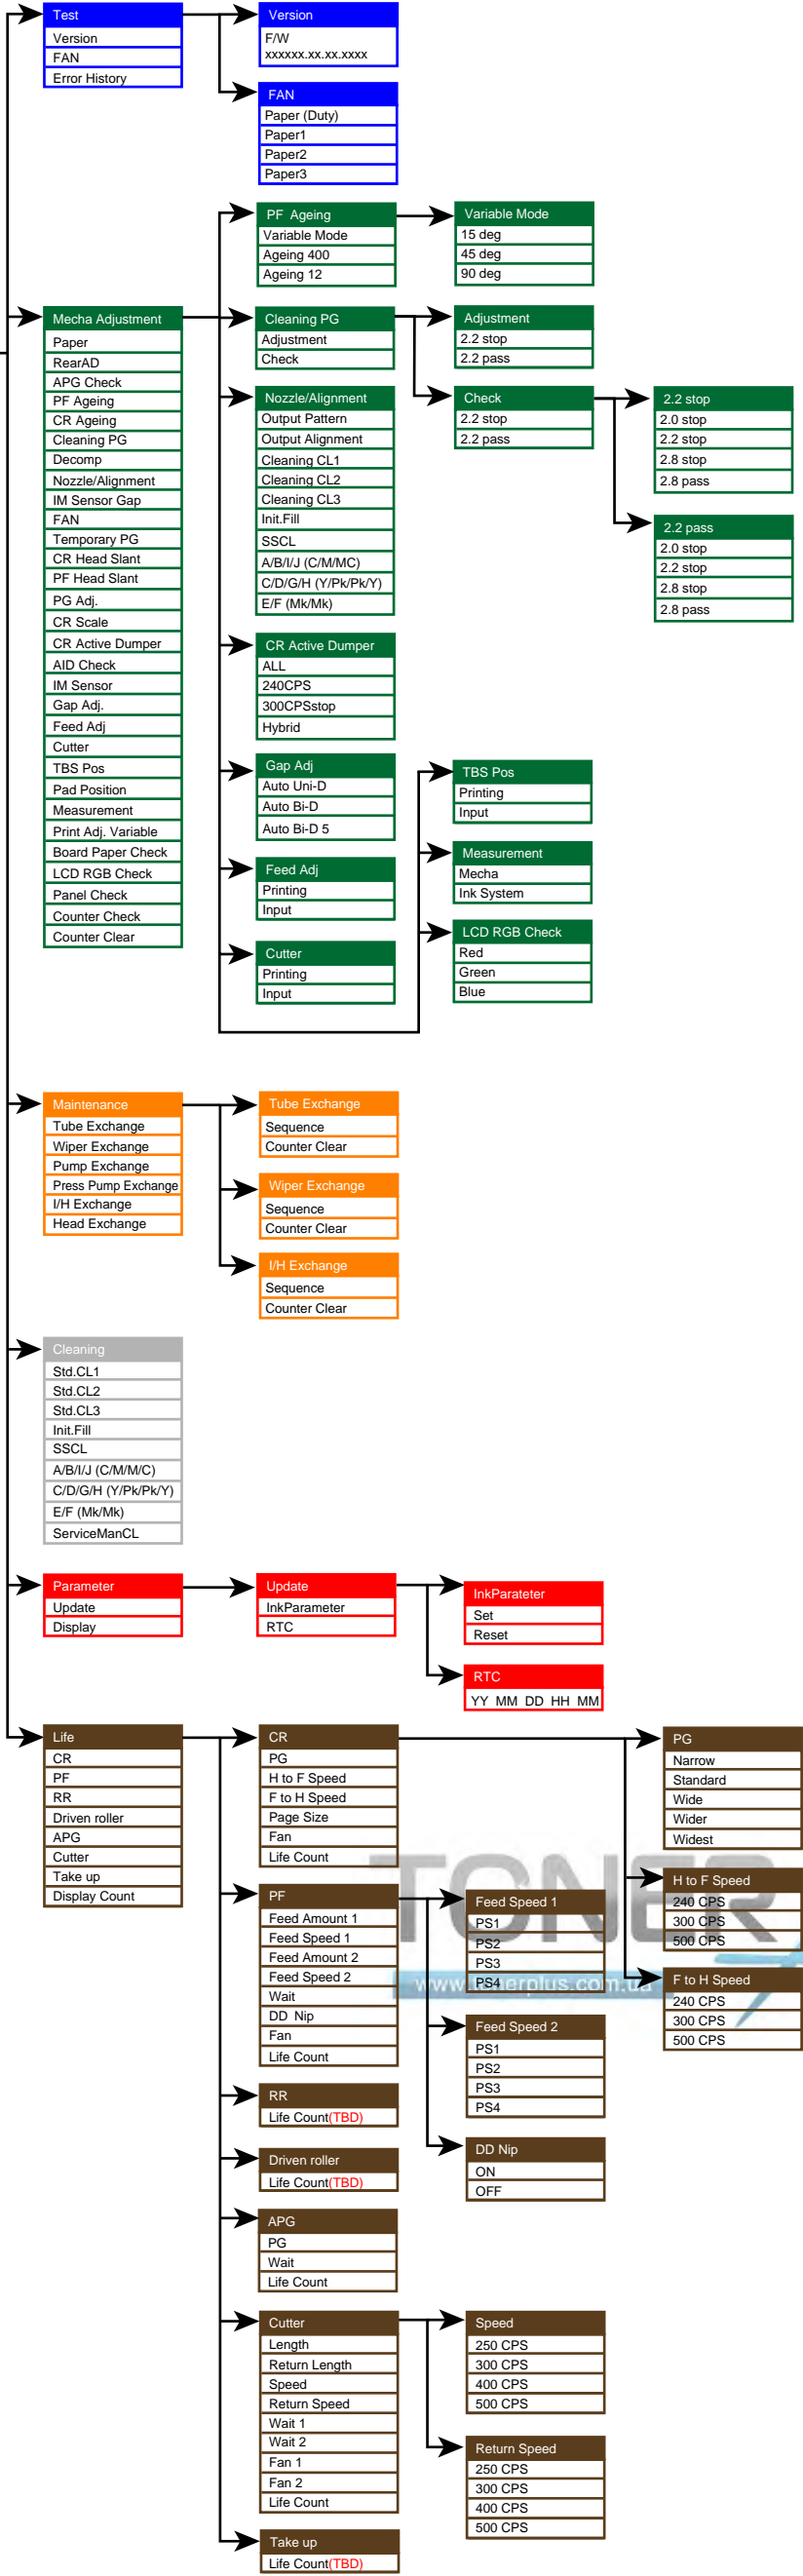 Test
Version
FAN
Error History
Version
F/W
xxxxxx.xx.xx.xxxx
FAN
Paper (Duty)
Paper1
Paper2
Paper3
Mecha Adjustment
Paper
RearAD
APG Check
PF Ageing
CR Ageing
Cleaning PG
Decomp
Nozzle/Alignment
IM Sensor Gap
FAN
Temporary PG
CR Head Slant
PF Head Slant
PG Adj.
CR Scale
CR Active Dumper
AID Check
IM Sensor
Gap Adj.
Feed Adj
Cutter
TBS Pos
Pad Position
Measurement
Print Adj. Variable
Board Paper Check
LCD RGB Check
Panel Check
Counter Check
Counter Clear
PF Ageing
Variable Mode
Ageing 400
Ageing 12
Variable Mode
15 deg
45 deg
90 deg
Cleaning PG
Adjustment
Check
Adjustment
2.2 stop
2.2 pass
Check
2.2 stop
2.2 pass
2.2 stop
2.0 stop
2.2 stop
2.8 stop
2.8 pass
2.2 pass
2.0 stop
2.2 stop
2.8 stop
2.8 pass
Nozzle/Alignment
Output Pattern
Output Alignment
Cleaning CL1
Cleaning CL2
Cleaning CL3
Init.Fill
SSCL
A/B/I/J (C/M/MC)
C/D/G/H (Y/Pk/Pk/Y)
E/F (Mk/Mk)
CR Active Dumper
ALL
240CPS
300CPSstop
Hybrid
Gap Adj
Auto Uni-D
Auto Bi-D
Auto Bi-D 5
Feed Adj
Printing
Input
Cutter
Printing
Input
TBS Pos
Printing
Input
Measurement
Mecha
Ink System
LCD RGB Check
Red
Green
Blue
Maintenance
Tube Exchange
Wiper Exchange
Pump Exchange
Press Pump Exchange
I/H Exchange
Head Exchange
Tube Exchange
Sequence
Counter Clear
Wiper Exchange
Sequence
Counter Clear
I/H Exchange
Sequence
Counter Clear
Cleaning
Std.CL1
Std.CL2
Std.CL3
Init.Fill
SSCL
A/B/I/J (C/M/M/C)
C/D/G/H (Y/Pk/Pk/Y)
E/F (Mk/Mk)
ServiceManCL
Parameter
Update
Display
Update
InkParameter
RTC
InkParateter
Set
Reset
RTC
YY MM DD HH MM
Life
CR
PF
RR
Driven roller
APG
Cutter
Take up
Display Count
CR
PG
H to F Speed
F to H Speed
Page Size
Fan
Life Count
PG
Narrow
Standard
Wide
Wider
Widest
H to F Speed
240 CPS
300 CPS
500 CPS
F to H Speed
240 CPS
300 CPS
500 CPS
PF
Feed Amount 1
Feed Speed 1
Feed Amount 2
Feed Speed 2
Wait
DD Nip
Fan
Life Count
Feed Speed 1
PS1
PS2
PS3
PS4
Feed Speed 2
PS1
PS2
PS3
PS4
DD Nip
ON
OFF
TONER
www.tonerplus.com.ua
RR
Life Count(TBD)
Driven roller
Life Count(TBD)
APG
PG
Wait
Life Count
Cutter
Length
Return Length
Speed
Return Speed
Wait 1
Wait 2
Fan 1
Fan 2
Life Count
Speed
250 CPS
300 CPS
400 CPS
500 CPS
Return Speed
250 CPS
300 CPS
400 CPS
500 CPS
Take up
Life Count(TBD)